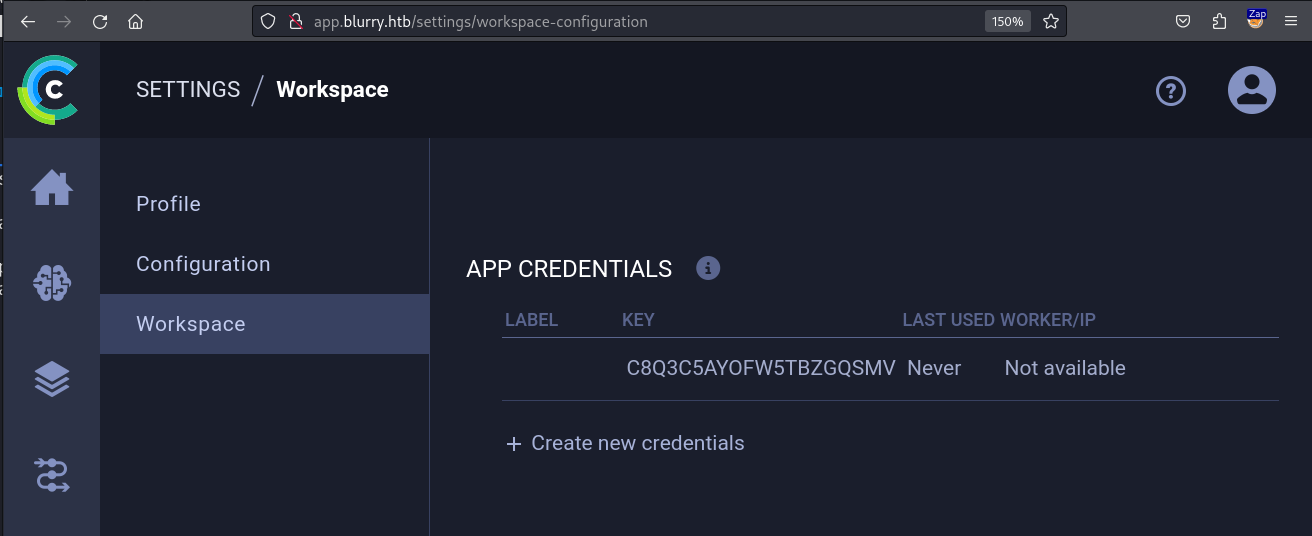 app.blurry.htb/settings/workspace-configuration 150% Zap
C SETTINGS / Workspace ?
Profile
Configuration
Workspace
APP CREDENTIALS i
LABEL KEY LAST USED WORKER/IP
C8Q3C5AYOFW5TBZGQSMV Never Not available
+ Create new credentials